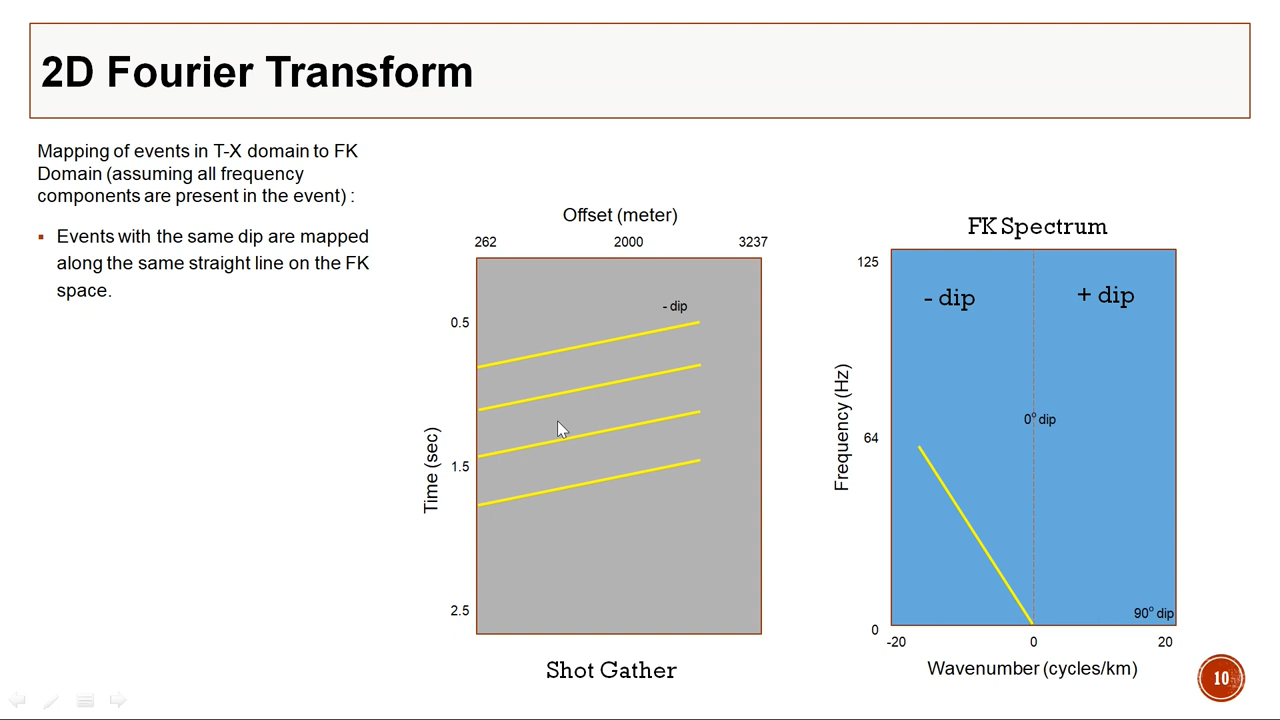 2D Fourier Transform
Mapping of events in T-X domain to FK
Domain (assuming all frequency
components are present in the event) :
▪ Events with the same dip are mapped
along the same straight line on the FK
space.
Offset (meter)
262 2000 3237
- dip
0.5
1.5
2.5
Time (sec)
Shot Gather
FK Spectrum
125
- dip + dip
0° dip
64
Frequency (Hz)
90° dip
0
-20 0 20
Wavenumber (cycles/km)
10